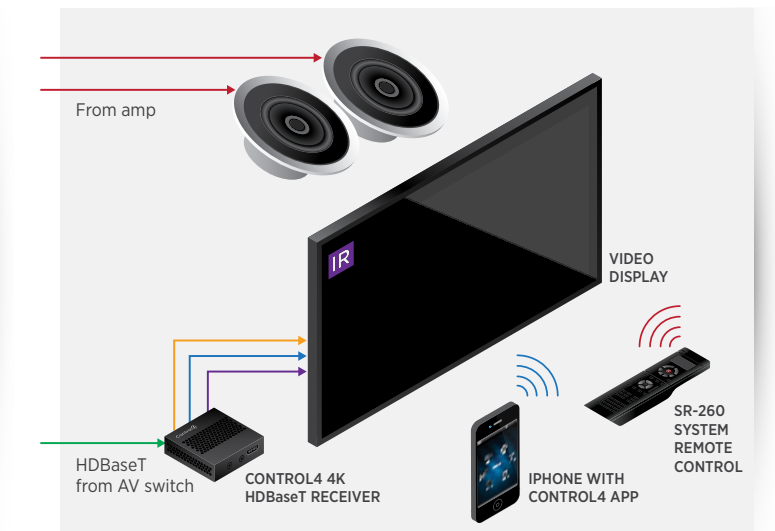 From amp
IR
VIDEO
DISPLAY
HDBaseT
from AV switch
CONTROL4 4K
HDBaseT RECEIVER
IPHONE WITH
CONTROL4 APP
SR-260
SYSTEM
REMOTE
CONTROL